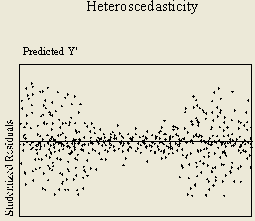 Heteroscedasticity
Predicted Y'
Studentized Residuals